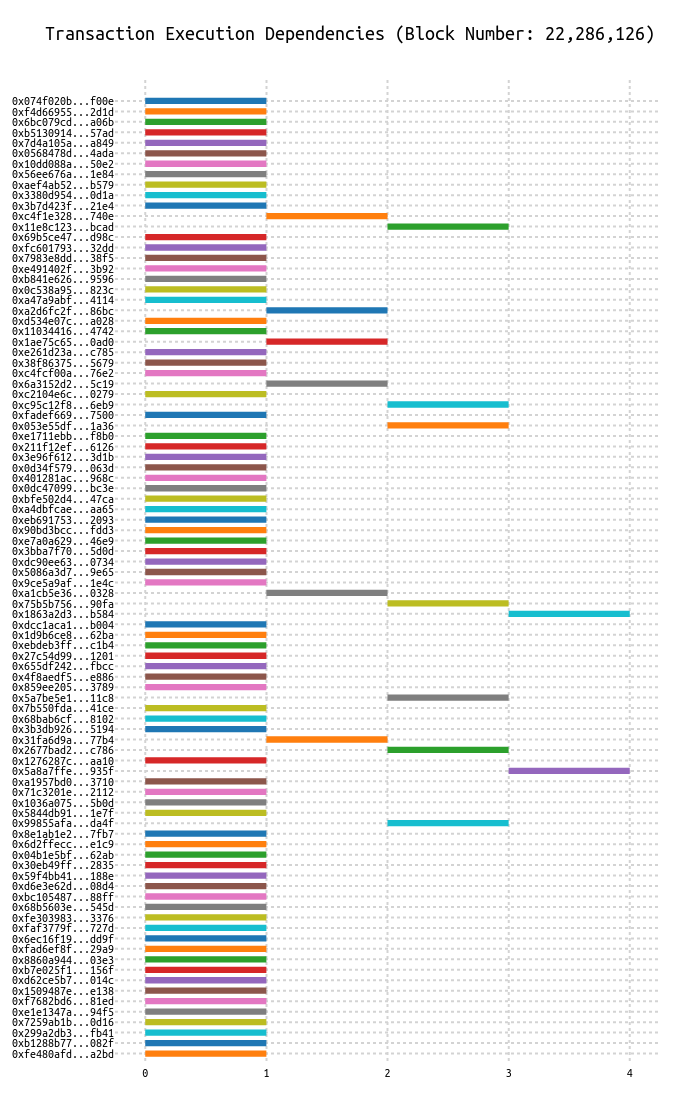 Transaction Execution Dependencies (Block Number: 22,286,126)
0x074f020b...f00e
0xf4d66955...2d1d
0x6bc079cd...a06b
0xb5130914...57ad
0x7d4a105a...a849
0x0568478d...4ada
0x10dd088a...50e2
0x56ee676a...1e84
0xaef4ab52...b579
0x3380d954...0d1a
0x3b7d423f...21e4
0xc4f1e328...740e
0x11e8c123...bcad
0x69b5ce47...d98c
0xfc601793...32dd
0x7983e8dd...38f5
0xe491402f...3b92
0xb841e626...9596
0x0c538a95...823c
0xa47a9abf...4114
0xa2d6fc2f...86bc
0xd534e07c...a028
0x11034416...4742
0x1ae75c65...0ad0
0xe261d23a...c785
0x38f86375...5679
0xc4fcf00a...76e2
0x6a3152d2...5c19
0xc2104e6c...0279
0xc95c12f8...6eb9
0xfadef669...7500
0x053e55df...1a36
0xe1711ebb...f8b0
0x211f12ef...6126
0x3e96f612...3d1b
0x0d34f579...063d
0x401281ac...968c
0x0dc47099...bc3e
0xbfe502d4...47ca
0xa4dbfcae...aa65
0xeb691753...2093
0x90bd3bcc...fdd3
0xe7a0a629...46e9
0x3bba7f70...5d0d
0xdc90ee63...0734
0x5086a3d7...9e65
0x9ce5a9af...1e4c
0xa1cb5e36...0328
0x75b5b756...90fa
0x1863a2d3...b584
0xdcc1aca1...b004
0x1d9b6ce8...62ba
0xebdeb3ff...c1b4
0x27c54d99...1201
0x655df242...fbcc
0x4f8aedf5...e886
0x859ee205...3789
0x5a7be5e1...11c8
0x7b550fda...41ce
0x68bab6cf...8102
0x3b3db926...5194
0x31fa6d9a...77b4
0x2677bad2...c786
0x1276287c...aa10
0x5a8a7ffe...935f
0xa1957bd0...3710
0x71c3201e...2112
0x1036a075...5b0d
0x5844db91...1e7f
0x99855afa...da4f
0x8e1ab1e2...7fb7
0x6d2ffecc...e1c9
0x04b1e5bf...62ab
0x30eb49ff...2835
0x59f4bb41...188e
0xd6e3e62d...08d4
0xbc105487...88ff
0x68b5603e...545d
0xfe303983...3376
0xfaf3779f...727d
0x6ec16f19...dd9f
0xfad6ef8f...29a9
0x8860a944...03e3
0xb7e025f1...156f
0xd62ce5b7...014c
0x1509487e...e138
0xf7682bd6...81ed
0xe1e1347a...94f5
0x7259ab1b...0d16
0x299a2db3...fb41
0xb1288b77...082f
0xfe480afd...a2bd
0 1 2 3 4